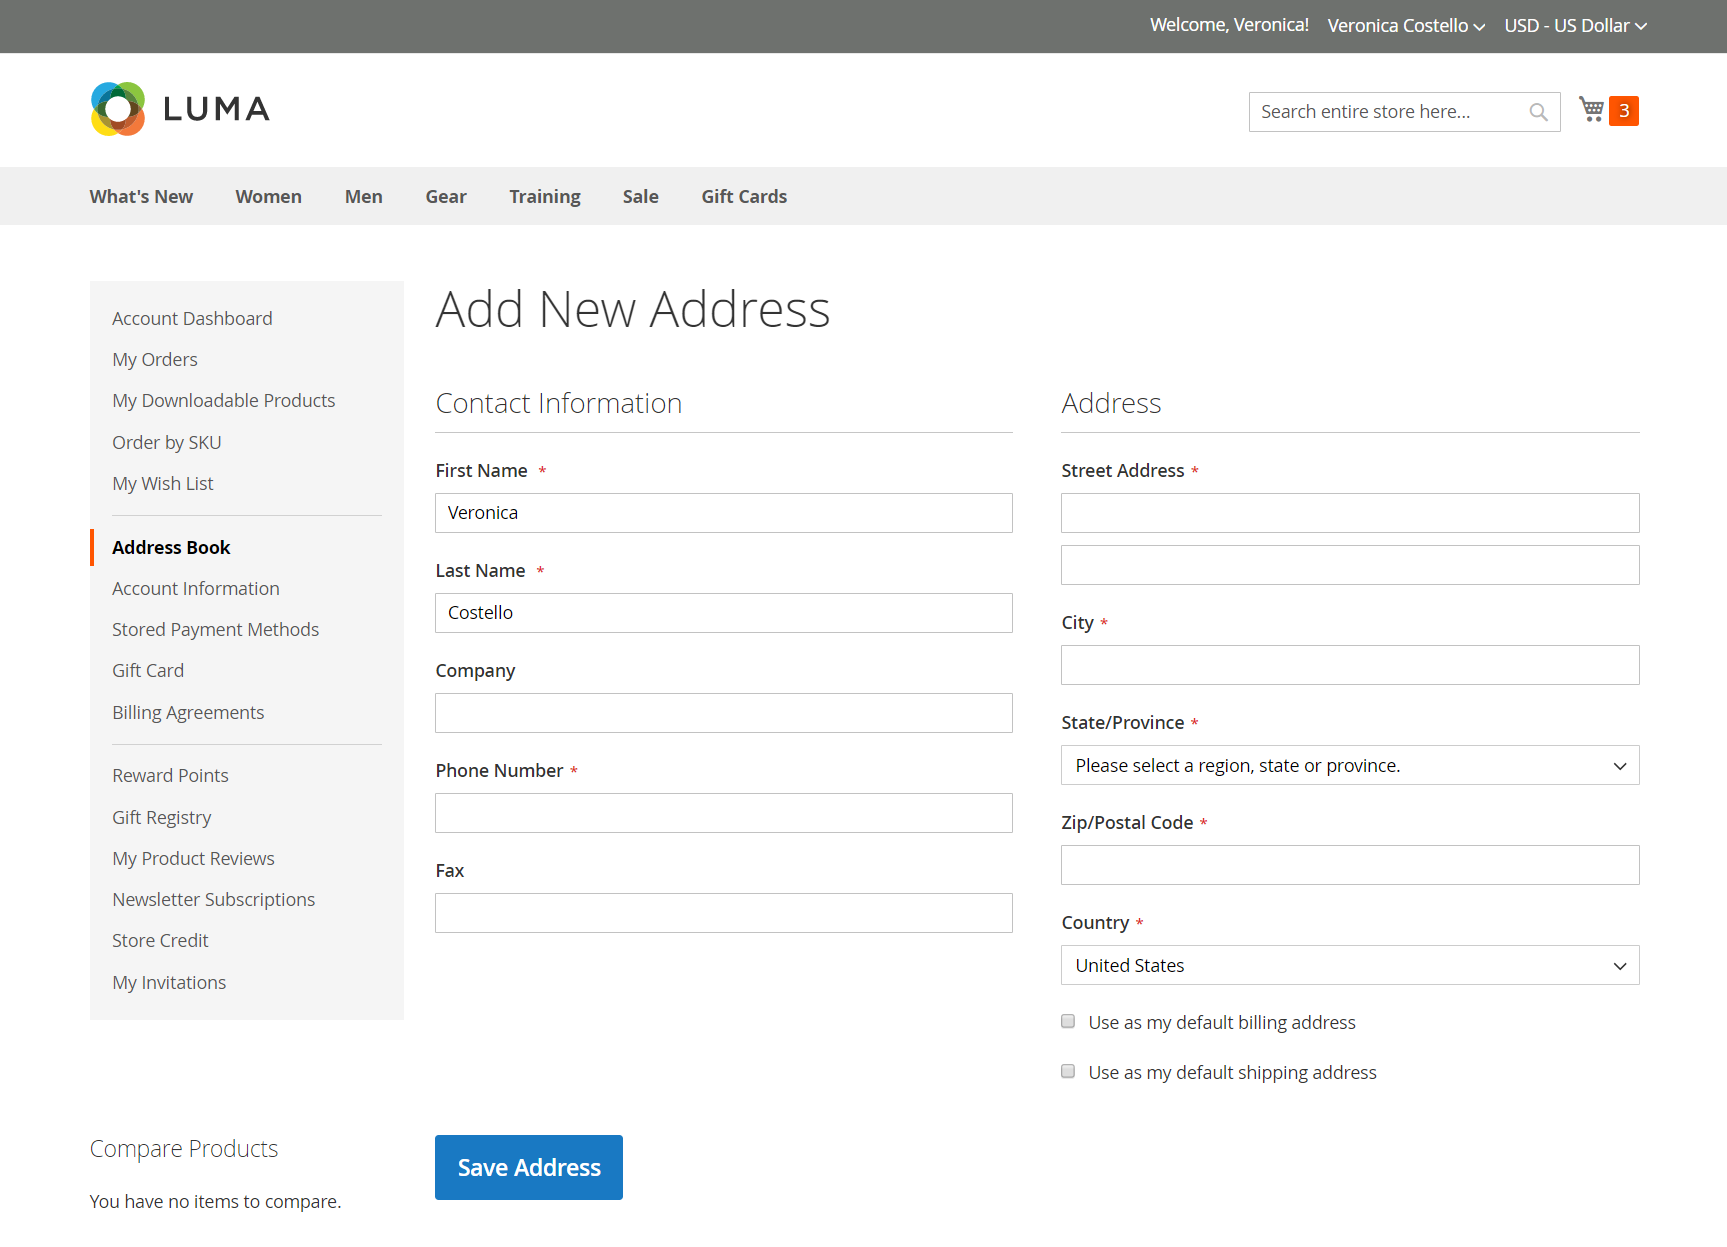 Welcome, Veronica! Veronica Costello USD - US Dollar
LUMA
Search entire store here... 3
What's New Women Men Gear Training Sale Gift Cards
Account Dashboard
My Orders
My Downloadable Products
Order by SKU
My Wish List
Address Book
Account Information
Stored Payment Methods
Gift Card
Billing Agreements
Reward Points
Gift Registry
My Product Reviews
Newsletter Subscriptions
Store Credit
My Invitations
Compare Products
You have no items to compare.
Add New Address
Contact Information
First Name *
Veronica
Last Name *
Costello
Company
Phone Number *
Fax
Address
Street Address *
City *
State/Province *
Please select a region, state or province.
Zip/Postal Code *
Country *
United States
Use as my default billing address
Use as my default shipping address
Save Address